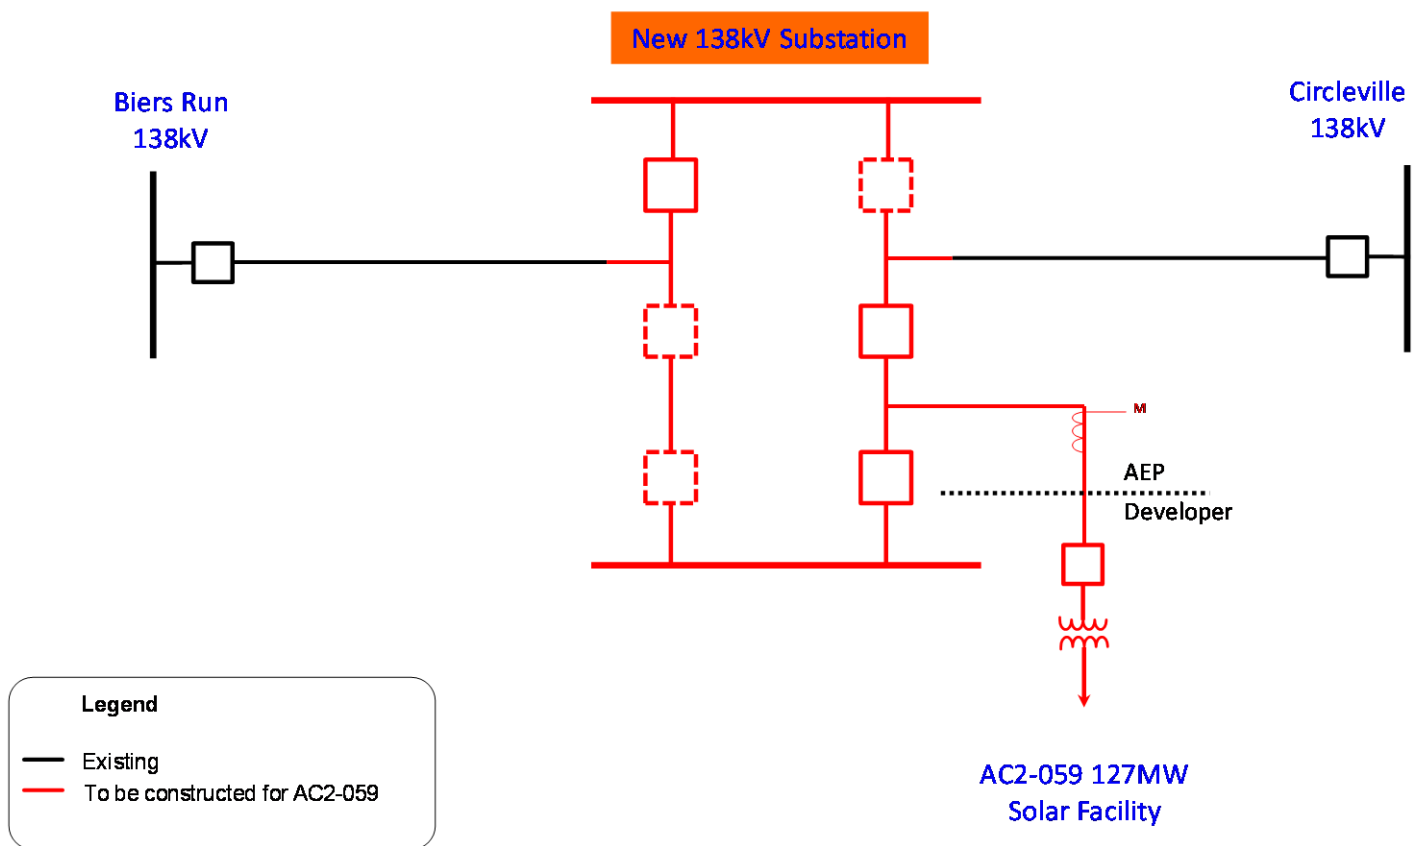 New 138kV Substation
Biers Run
138kV
Circleville
138kV
M
AEP
Developer
AC2-059 127MW
Solar Facility
Legend
Existing
To be constructed for AC2-059